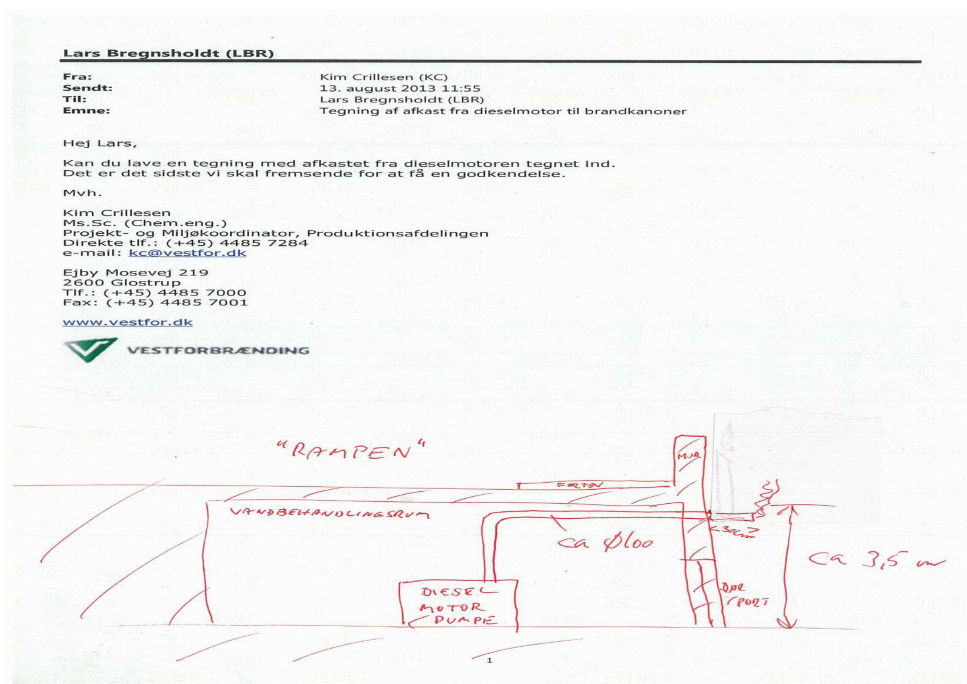 Lars Bregnsholdt (LBR)
Fra: Kim Crillesen (KC)
Sendt: 13. august 2013 11:55
Til: Lars Bregnsholdt (LBR)
Emne: Tegning af afkast fra dieselmotor til brandkanoner
Hej Lars,
Kan du lave en tegning med afkastet fra dieselmotoren tegnet ind.
Det er det sidste vi skal fremsende for at få en godkendelse.
Mvh.
Kim Crillesen
Ms.Sc. (Chem.eng.)
Projekt- og Miljøkoordinator, Produktionsafdelingen
Direkte tlf.: (+45) 4485 7284
e-mail: kc@vestfor.dk
Ejby Mosevej 219
2600 Glostrup
Tlf.: (+45) 4485 7000
Fax: (+45) 4485 7001
www.vestfor.dk
VESTFORBRÆNDING
"RAMPEN"
MUR
FORTOV
VANDBEHANDLINGSRUM
30cm
ca Ø100
ca 3,5 m
DIESEL
MOTOR
PUMPE
DØR
/PORT
1